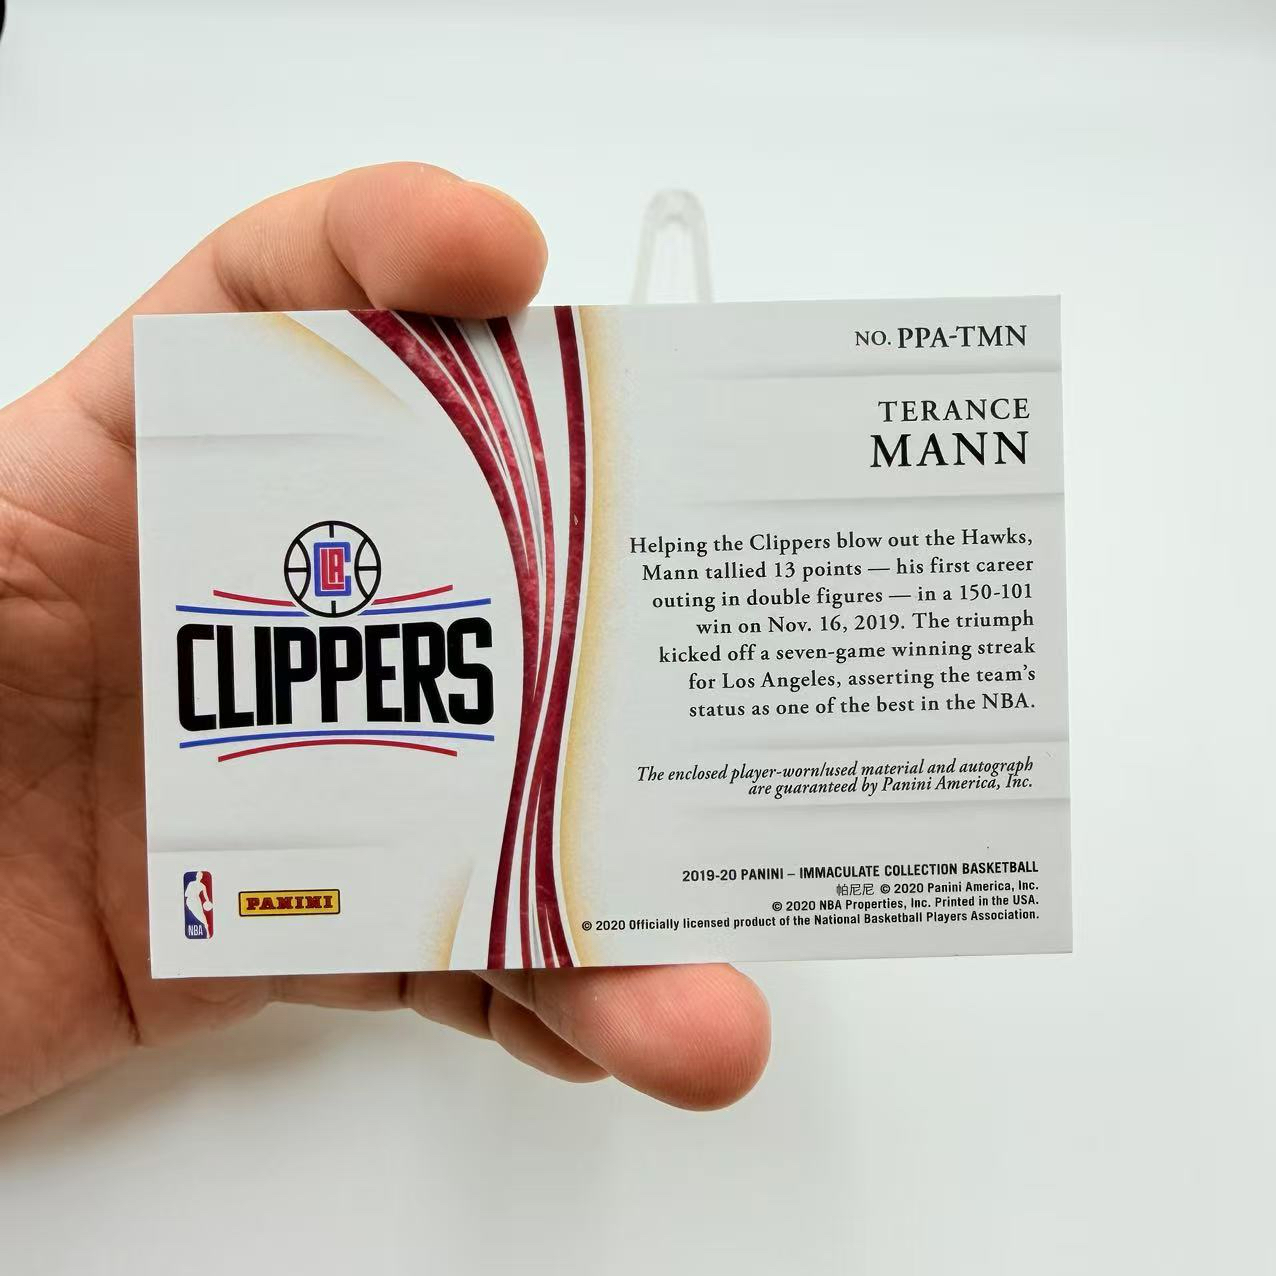 NO. PPA-TMN
TERANCE
MANN
Helping the Clippers blow out the Hawks,
Mann tallied 13 points — his first career
outing in double figures — in a 150-101
win on Nov. 16, 2019. The triumph
kicked off a seven-game winning streak
for Los Angeles, asserting the team's
status as one of the best in the NBA.
The enclosed player-worn/used material and autograph
are guaranteed by Panini America, Inc.
2019-20 PANINI – IMMACULATE COLLECTION BASKETBALL
帕尼尼 © 2020 Panini America, Inc.
© 2020 NBA Properties, Inc. Printed in the USA.
© 2020 Officially licensed product of the National Basketball Players Association.
LAC
CLIPPERS
NBA
PANINI